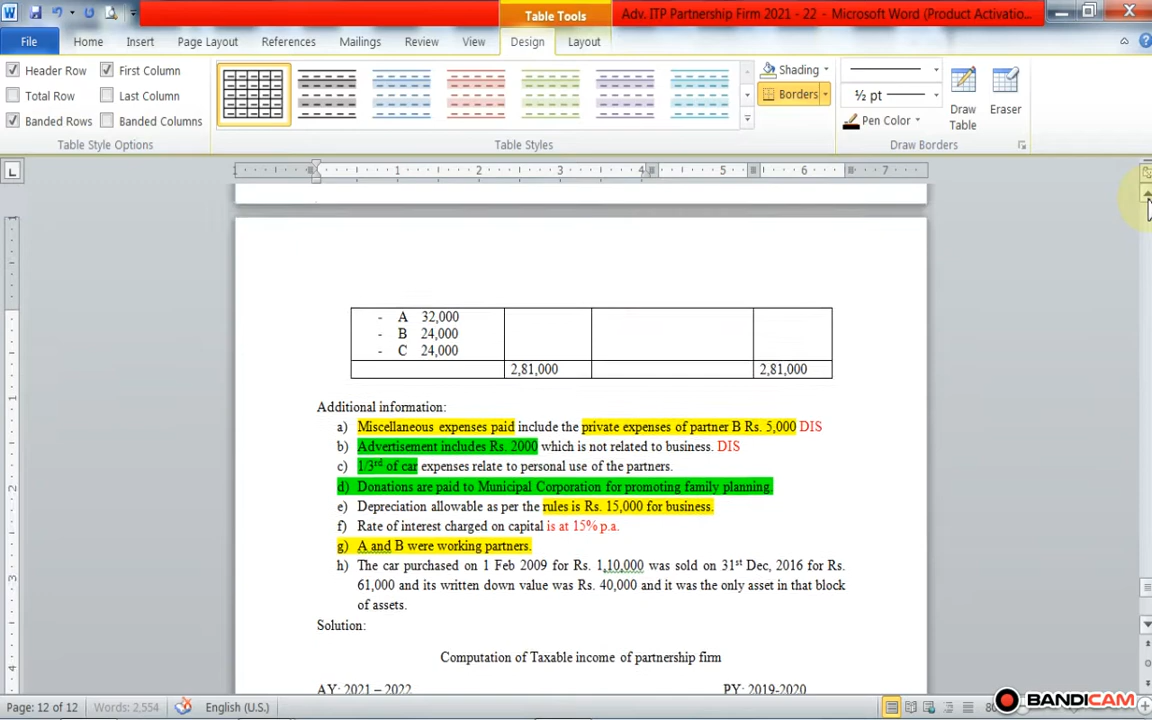 Table Tools
Adv. ITP Partnership Firm 2021 - 22 - Microsoft Word (Product Activatio...
File Home Insert Page Layout References Mailings Review View Design Layout
Header Row First Column
Total Row Last Column
Banded Rows Banded Columns
Table Style Options
Table Styles
Shading
Borders
½ pt
Pen Color
Draw Table
Eraser
Draw Borders
1 1 2 3 4 5 6 7
- A 32,000
- B 24,000
- C 24,000
2,81,000 2,81,000
Additional information:
a) Miscellaneous expenses paid include the private expenses of partner B Rs. 5,000 DIS
b) Advertisement includes Rs. 2000 which is not related to business. DIS
c) 1/3rd of car expenses relate to personal use of the partners.
d) Donations are paid to Municipal Corporation for promoting family planning.
e) Depreciation allowable as per the rules is Rs. 15,000 for business.
f) Rate of interest charged on capital is at 15% p.a.
g) A and B were working partners.
h) The car purchased on 1 Feb 2009 for Rs. 1,10,000 was sold on 31st Dec, 2016 for Rs.
61,000 and its written down value was Rs. 40,000 and it was the only asset in that block
of assets.
Solution:
Computation of Taxable income of partnership firm
AY: 2021 – 2022 PY: 2019-2020
Page: 12 of 12 Words: 2,554 English (U.S.)
BANDICAM